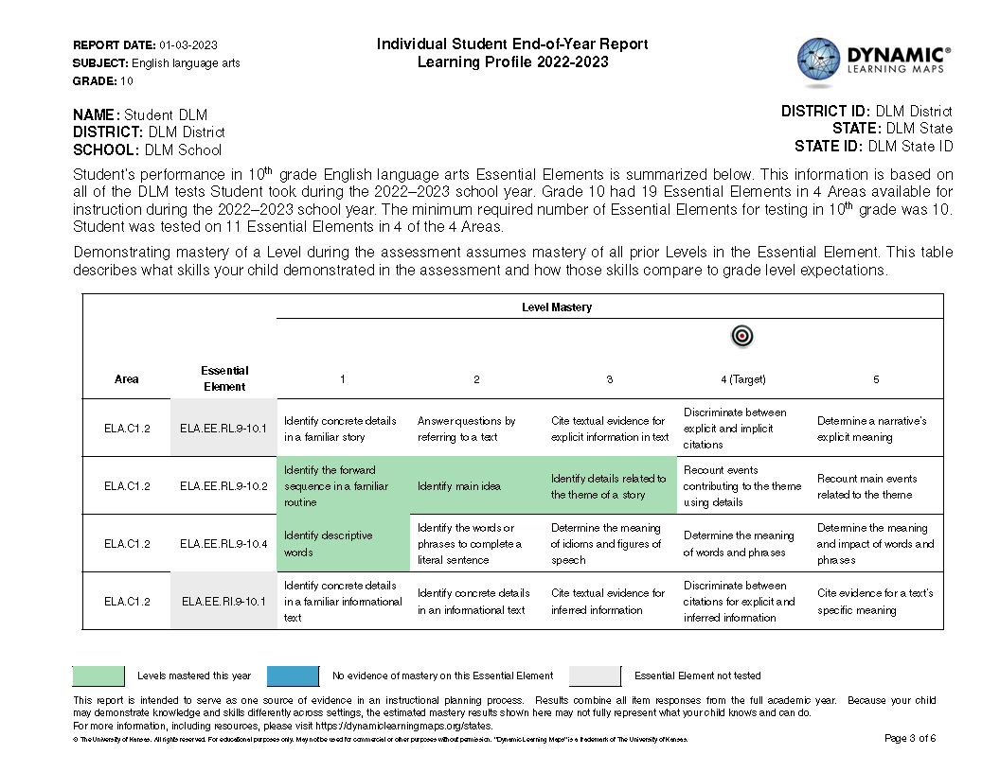 REPORT DATE: 01-03-2023
SUBJECT: English language arts
GRADE: 10
Individual Student End-of-Year Report
Learning Profile 2022-2023
DYNAMIC®
LEARNING MAPS
NAME: Student DLM
DISTRICT: DLM District
SCHOOL: DLM School
DISTRICT ID: DLM District
STATE: DLM State
STATE ID: DLM State ID
Student's performance in 10th grade English language arts Essential Elements is summarized below. This information is based on
all of the DLM tests Student took during the 2022–2023 school year. Grade 10 had 19 Essential Elements in 4 Areas available for
instruction during the 2022–2023 school year. The minimum required number of Essential Elements for testing in 10th grade was 10.
Student was tested on 11 Essential Elements in 4 of the 4 Areas.
Demonstrating mastery of a Level during the assessment assumes mastery of all prior Levels in the Essential Element. This table
describes what skills your child demonstrated in the assessment and how those skills compare to grade level expectations.
Level Mastery
Area
Essential
Element
1
2
3
4 (Target)
5
ELA.C1.2
ELA.EE.RL.9-10.1
Identify concrete details
in a familiar story
Answer questions by
referring to a text
Cite textual evidence for
explicit information in text
Discriminate between
explicit and implicit
citations
Determine a narrative's
explicit meaning
ELA.C1.2
ELA.EE.RL.9-10.2
Identify the forward
sequence in a familiar
routine
Identify main idea
Identify details related to
the theme of a story
Recount events
contributing to the theme
using details
Recount main events
related to the theme
ELA.C1.2
ELA.EE.RL.9-10.4
Identify descriptive
words
Identify the words or
phrases to complete a
literal sentence
Determine the meaning
of idioms and figures of
speech
Determine the meaning
of words and phrases
Determine the meaning
and impact of words and
phrases
ELA.C1.2
ELA.EE.RI.9-10.1
Identify concrete details
in a familiar informational
text
Identify concrete details
in an informational text
Cite textual evidence for
inferred information
Discriminate between
citations for explicit and
inferred information
Cite evidence for a text's
specific meaning
Levels mastered this year
No evidence of mastery on this Essential Element
Essential Element not tested
This report is intended to serve as one source of evidence in an instructional planning process. Results combine all item responses from the full academic year. Because your child
may demonstrate knowledge and skills differently across settings, the estimated mastery results shown here may not fully represent what your child knows and can do.
For more information, including resources, please visit https://dynamiclearningmaps.org/states.
© The University of Kansas. All rights reserved. For educational purposes only. May not be used for commercial or other purposes without permission. "Dynamic Learning Maps" is a trademark of The University of Kansas.
Page 3 of 6